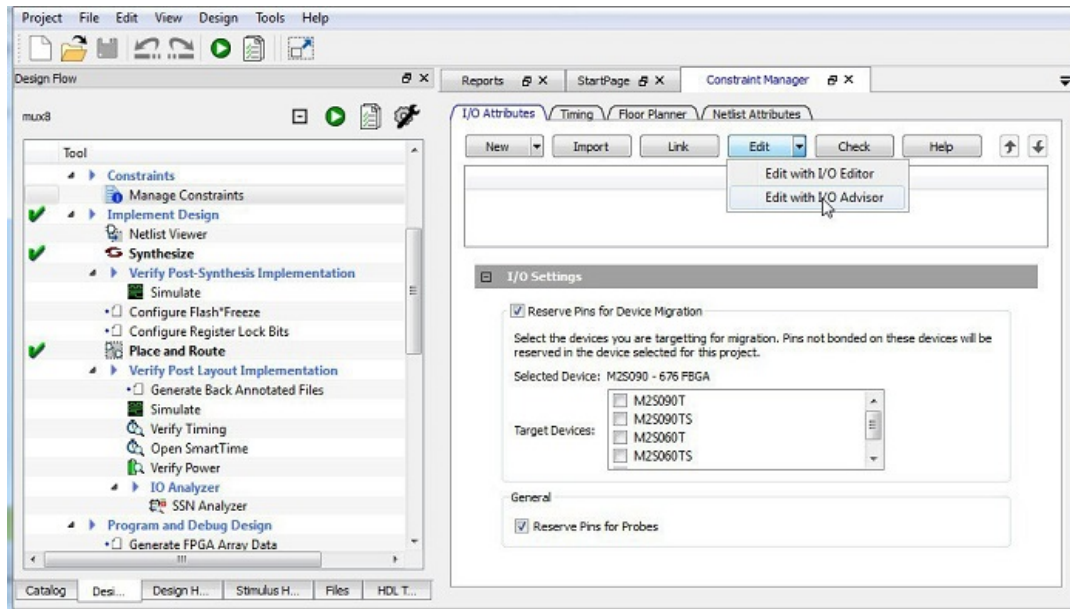 Project File Edit View Design Tools Help
Design Flow
mux8
Tool
Constraints
Manage Constraints
Implement Design
Netlist Viewer
Synthesize
Verify Post-Synthesis Implementation
Simulate
Configure Flash*Freeze
Configure Register Lock Bits
Place and Route
Verify Post Layout Implementation
Generate Back Annotated Files
Simulate
Verify Timing
Open SmartTime
Verify Power
IO Analyzer
SSN Analyzer
Program and Debug Design
Generate FPGA Array Data
Catalog Desi... Design H... Stimulus H... Files HDL T...
Reports StartPage Constraint Manager
I/O Attributes Timing Floor Planner Netlist Attributes
New Import Link Edit Check Help
Edit with I/O Editor
Edit with I/O Advisor
I/O Settings
Reserve Pins for Device Migration
Select the devices you are targetting for migration. Pins not bonded on these devices will be
reserved in the device selected for this project.
Selected Device: M2S090 - 676 FBGA
Target Devices:
M2S090T
M2S090TS
M2S060T
M2S060TS
General
Reserve Pins for Probes